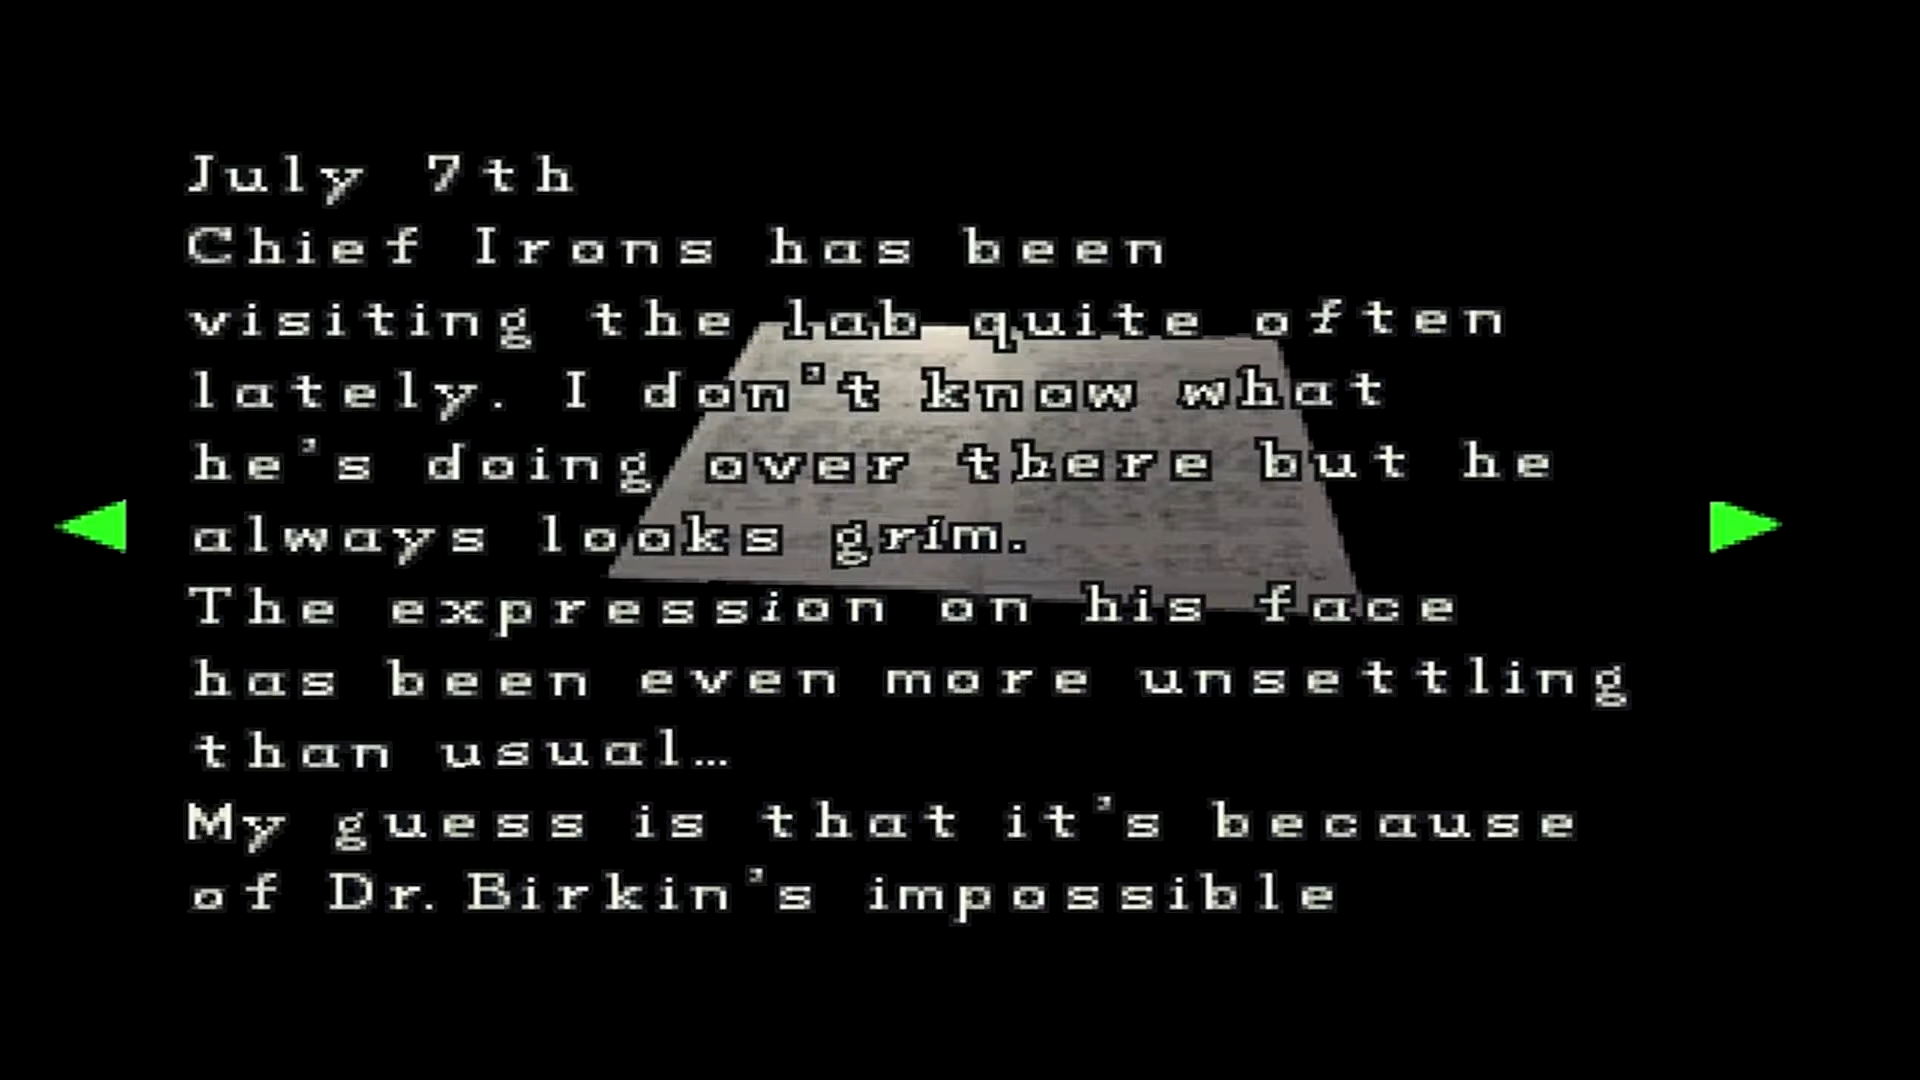 July 7th
Chief Irons has been
visiting the lab quite often
lately. I don't know what
he's doing over there but he
always looks grim.
The expression on his face
has been even more unsettling
than usual…
My guess is that it's because
of Dr. Birkin's impossible